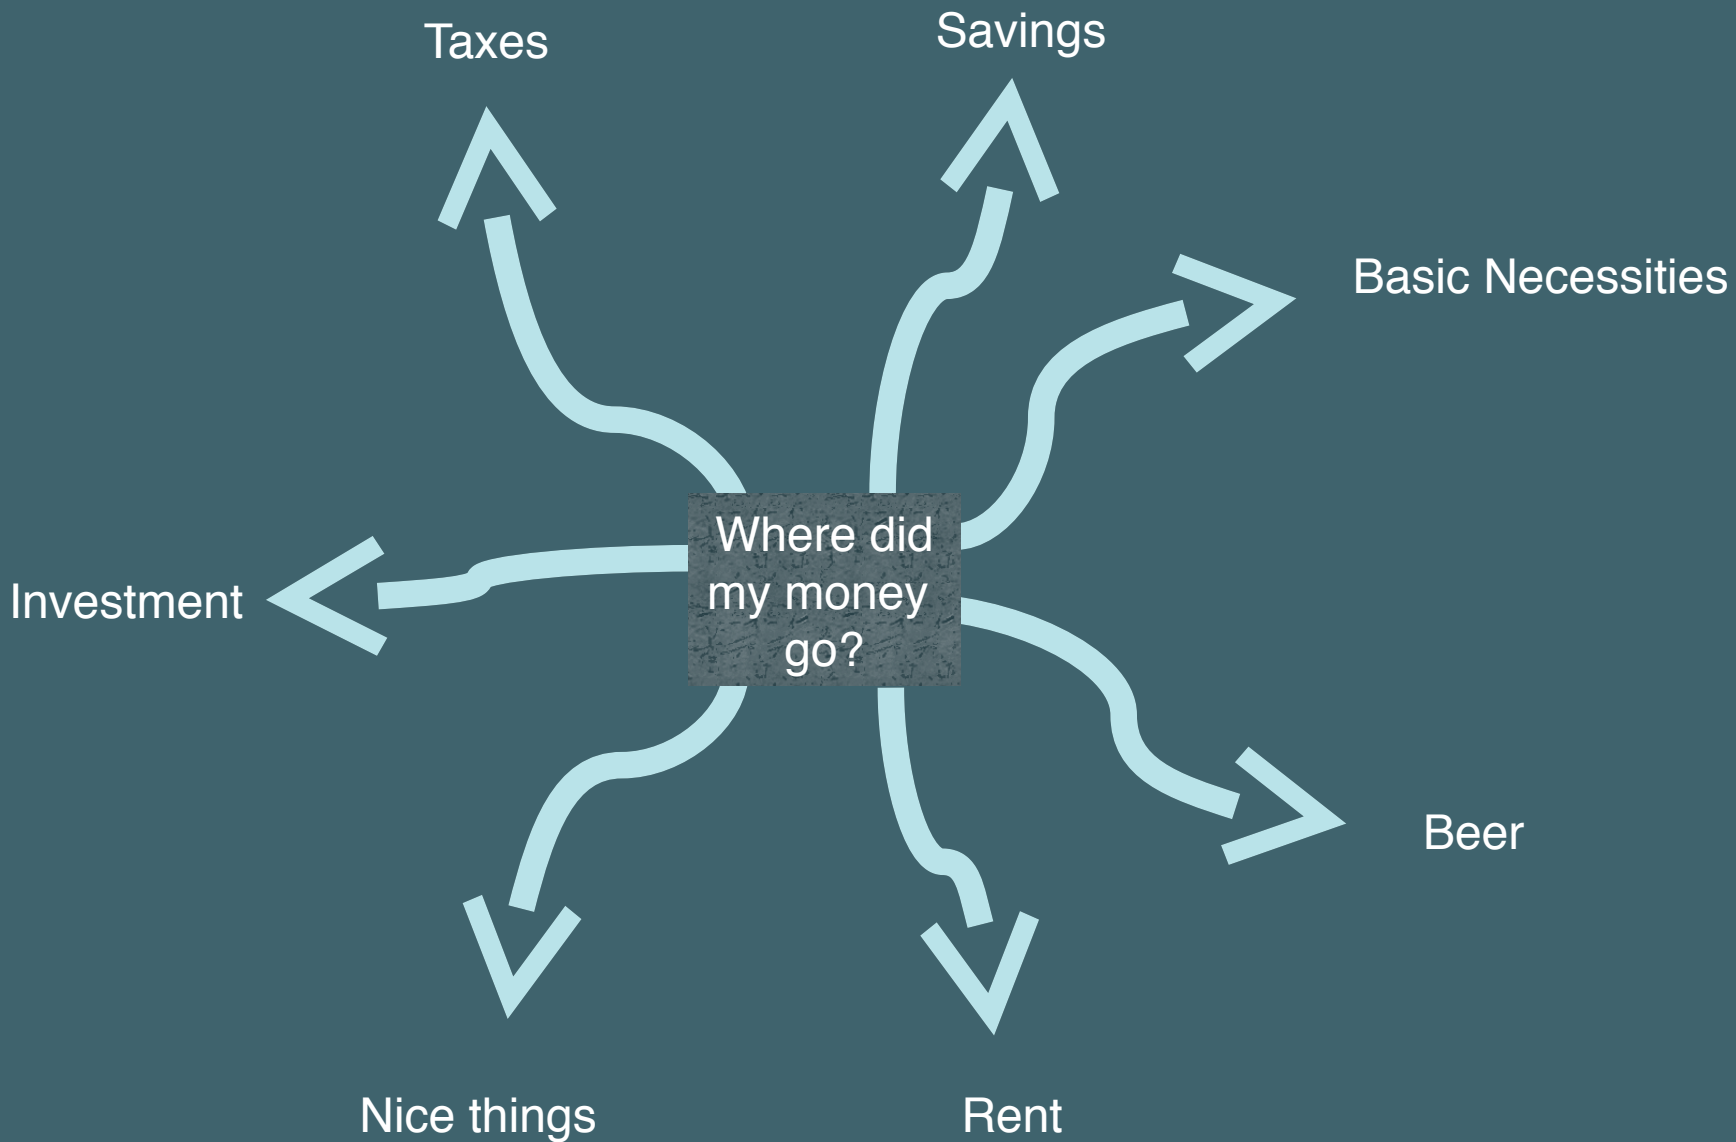 Taxes
Savings
Basic Necessities
Where did
my money
go?
Investment
Beer
Nice things
Rent